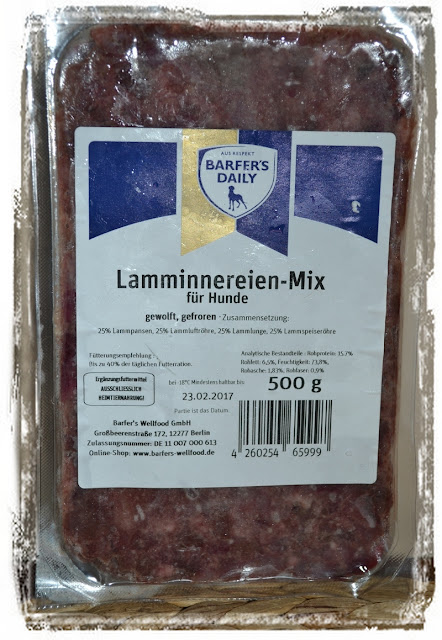 AUS RESPEKT
BARFER'S
DAILY
Lamminnereien-Mix
für Hunde
gewolft, gefroren - Zusammensetzung:
25% Lammpansen, 25% Lammluftröhre, 25% Lammlunge, 25% Lammspeiseröhre
Fütterungsempfehlung
Bis zu 40% der täglichen Futterration.
Analytische Bestandteile : Rohprotein: 15.7%
Rohfett: 6,5%, Feuchtigkeit: 73,8%,
Rohasche: 1,83%, Rohfaser: 0,9%
Ergänzungsfuttermittel
AUSSCHLIESSLICH
HEIMTIERNAHRUNG!
bei -18°C Mindestens haltbar bis
500 g
23.02.2017
Partie ist das Datum
Barfer's Wellfood GmbH
Großbeerenstraße 172, 12277 Berlin
Zulassungsnummer: DE 11 007 000 613
Online-Shop: www.barfers-wellfood.de
4 260254 65999